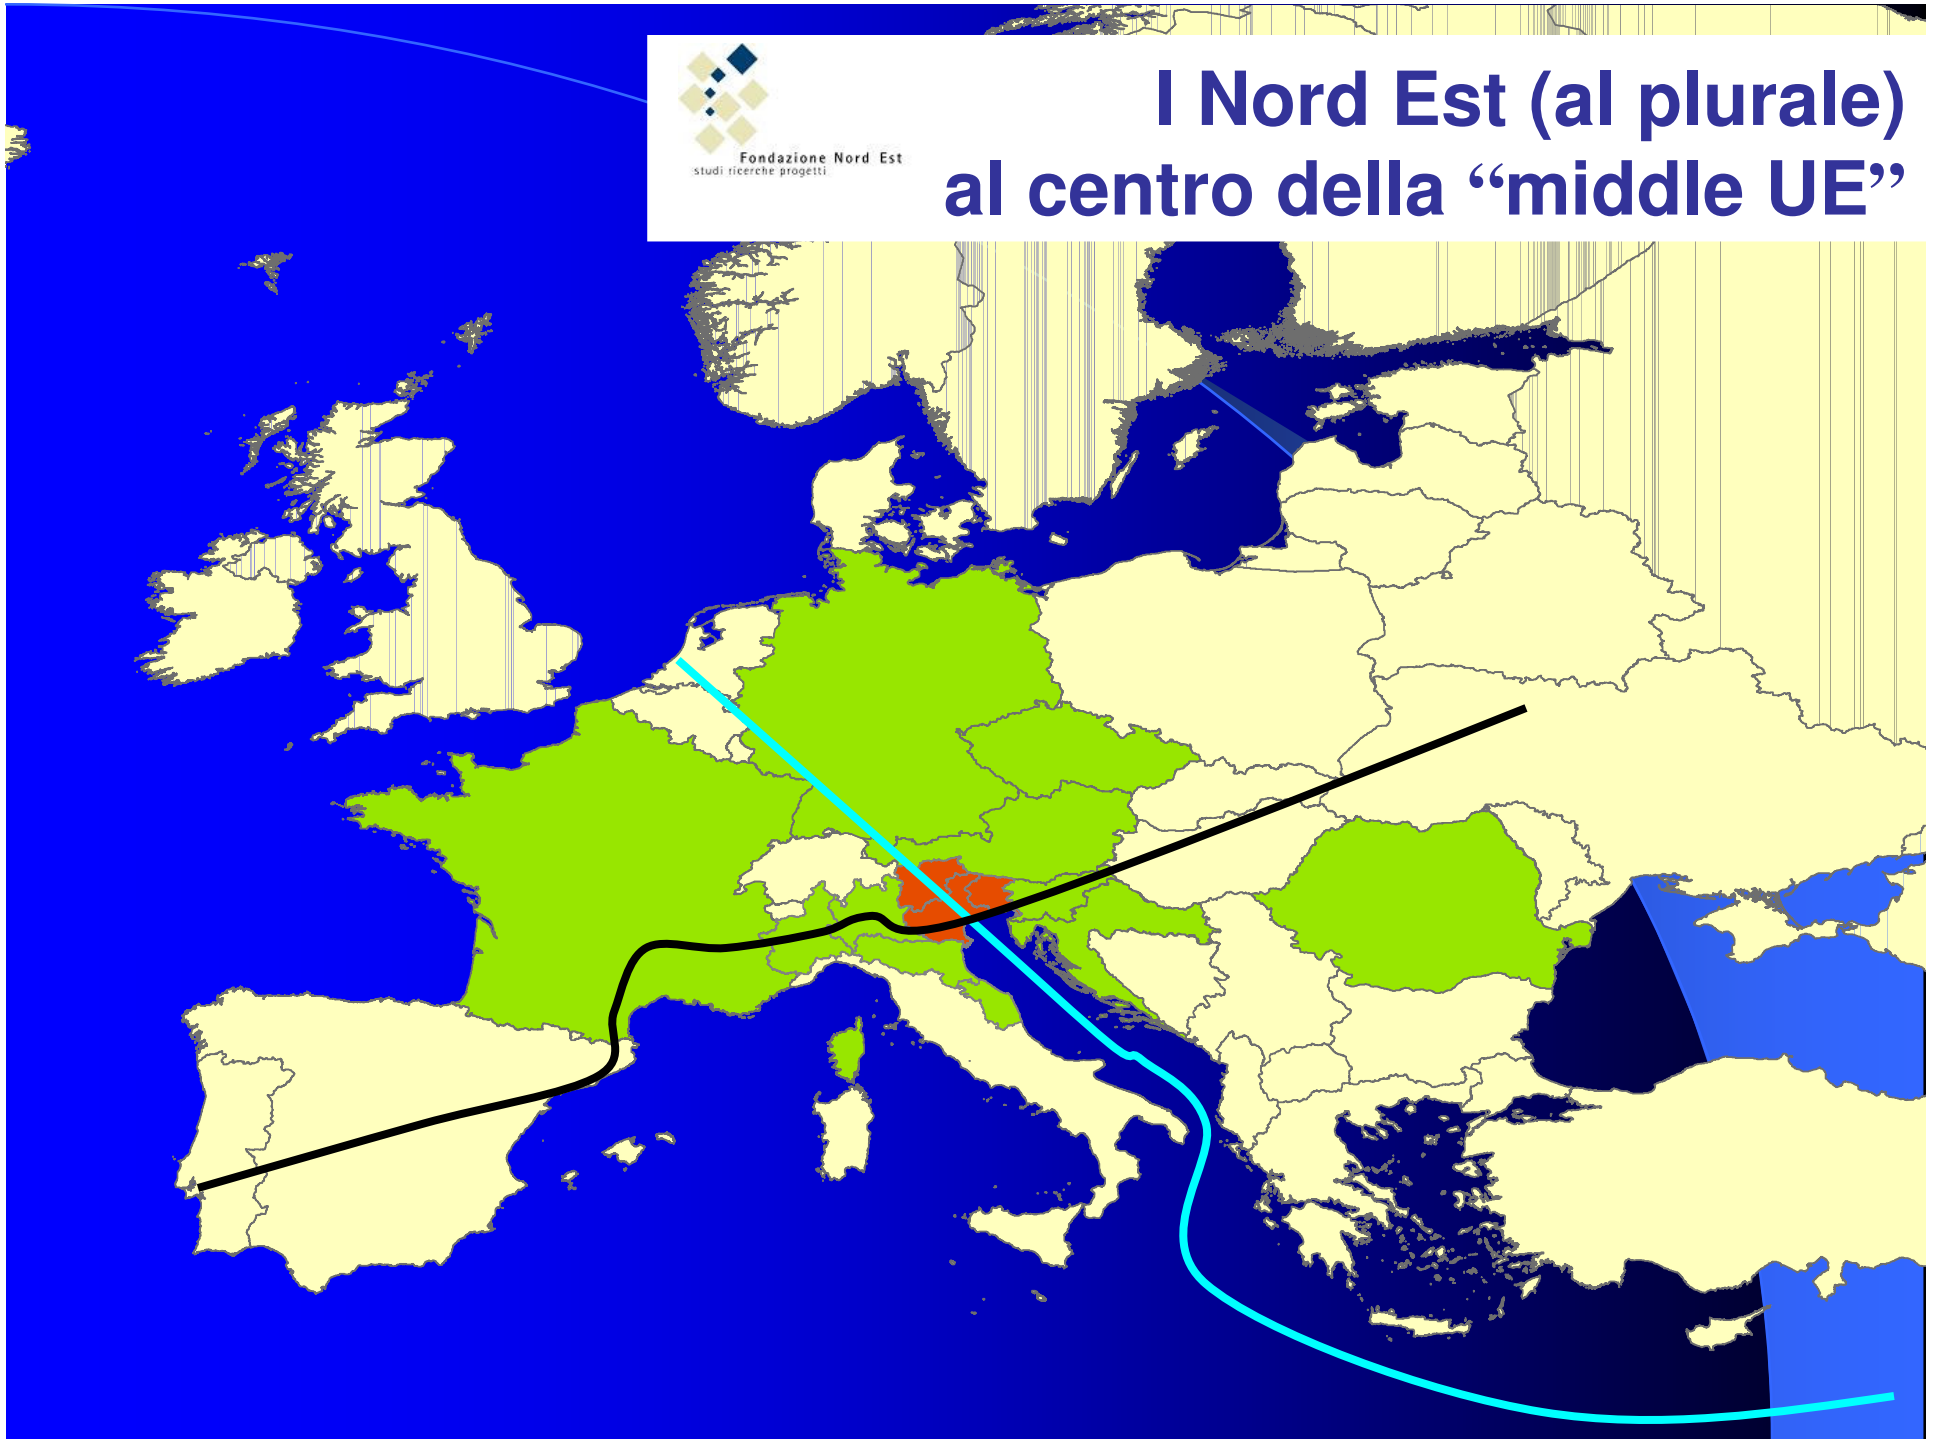 I Nord Est (al plurale)
al centro della “middle UE”
Fondazione Nord Est
studi ricerche progetti